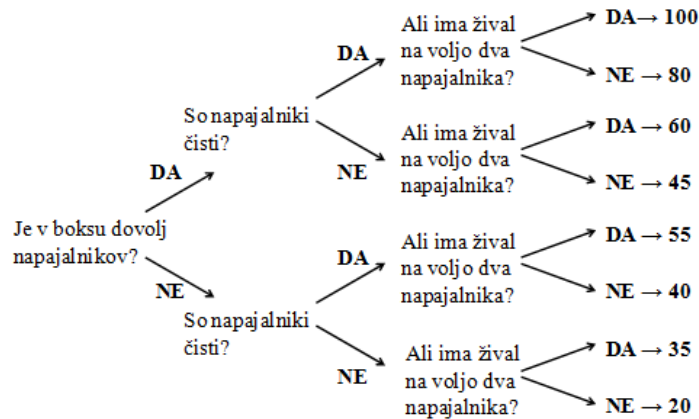 Je v boksu dovolj
napajalnikov?
DA
NE
So napajalniki
čisti?
DA
NE
So napajalniki
čisti?
DA
NE
Ali ima žival
na voljo dva
napajalnika?
DA → 100
NE → 80
Ali ima žival
na voljo dva
napajalnika?
DA → 60
NE → 45
Ali ima žival
na voljo dva
napajalnika?
DA → 55
NE → 40
Ali ima žival
na voljo dva
napajalnika?
DA → 35
NE → 20